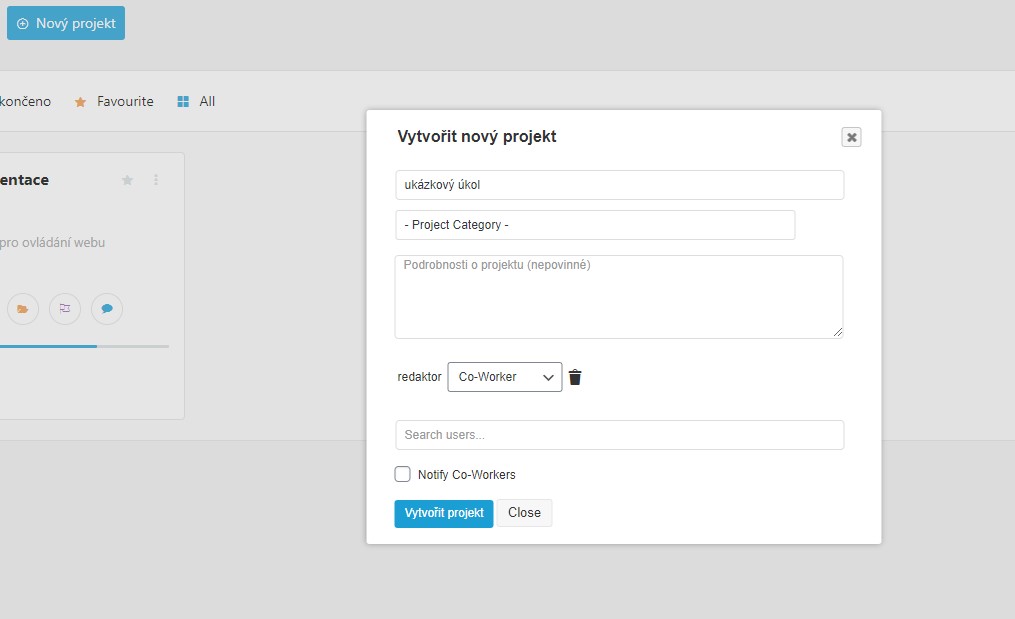 Nový projekt
končeno Favourite All
entace
pro ovládání webu
Vytvořit nový projekt
ukázkový úkol
- Project Category -
Podrobnosti o projektu (nepovinné)
redaktor Co-Worker
Search users...
Notify Co-Workers
Vytvořit projekt Close